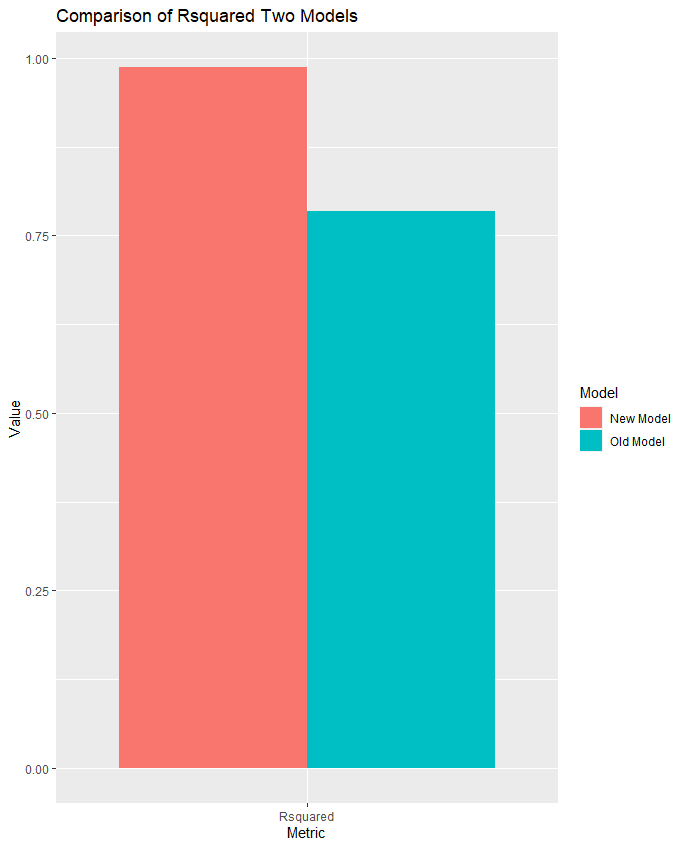 Comparison of Rsquared Two Models
1.00
0.75
0.50
0.25
0.00
Value
Rsquared
Metric
Model
New Model
Old Model